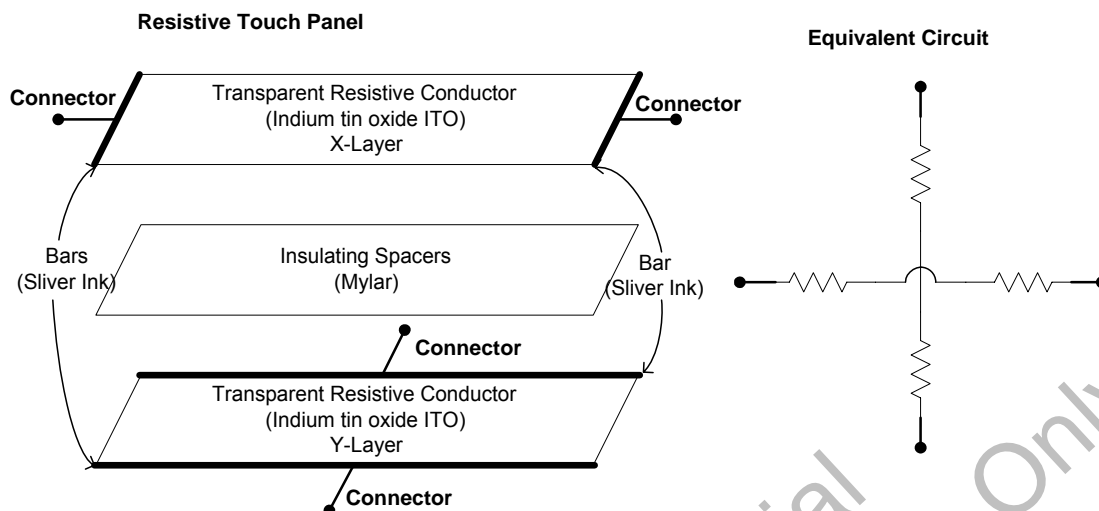 Resistive Touch Panel
Equivalent Circuit
Connector
Transparent Resistive Conductor
(Indium tin oxide ITO)
X-Layer
Connector
Bars
(Sliver Ink)
Insulating Spacers
(Mylar)
Bar
(Sliver Ink)
Connector
Transparent Resistive Conductor
(Indium tin oxide ITO)
Y-Layer
Connector
Only